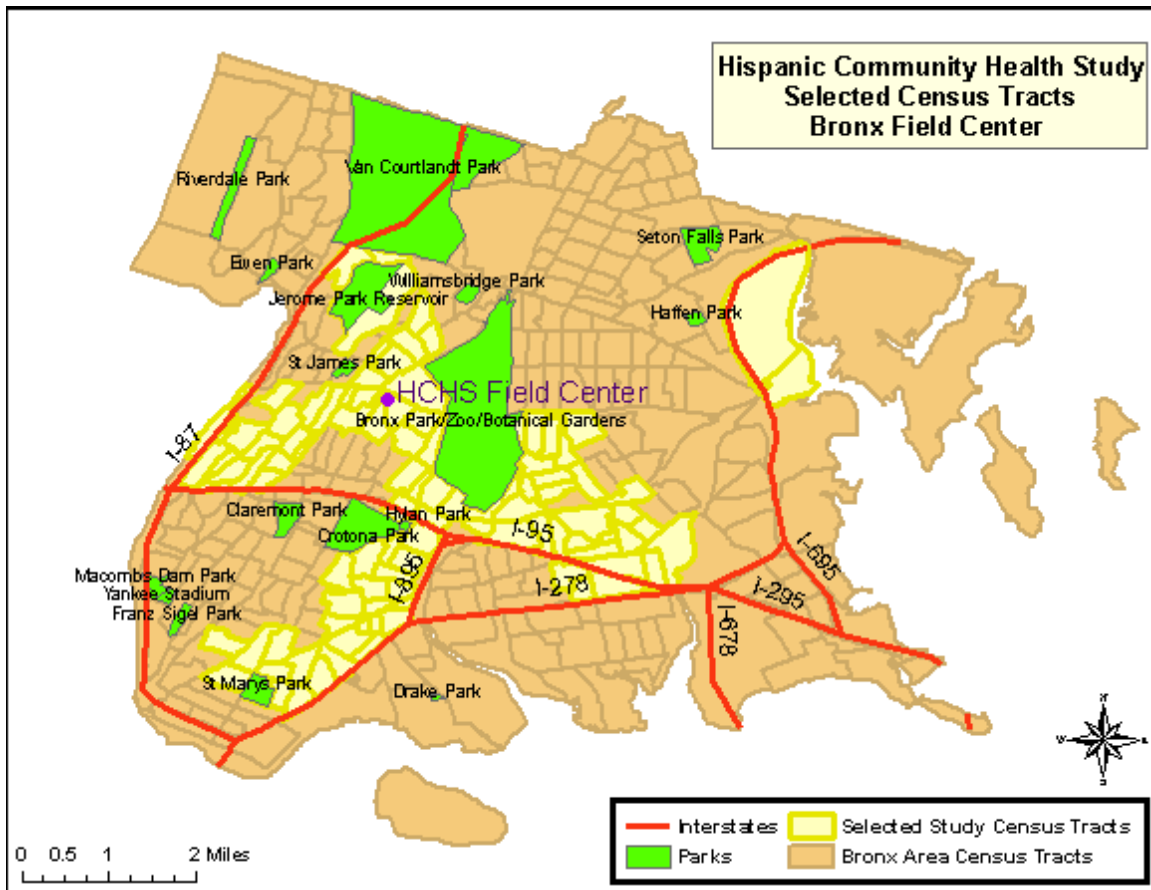 Hispanic Community Health Study
Selected Census Tracts
Bronx Field Center
Van Courtlandt Park
Riverdale Park
Seton Falls Park
Ewen Park
Williamsbridge Park
Jerome Park Reservoir
Haffen Park
St James Park
HCHS Field Center
Bronx Park/Zoo/Botanical Gardens
I-87
Claremont Park
Hylan Park
Crotona Park
I-95
I-895
I-278
I-695
I-295
I-678
Macombs Dam Park
Yankee Stadium
Franz Sigel Park
St Marys Park
Drake Park
N
W
E
S
Interstates
Selected Study Census Tracts
Parks
Bronx Area Census Tracts
0 0.5 1 2 Miles